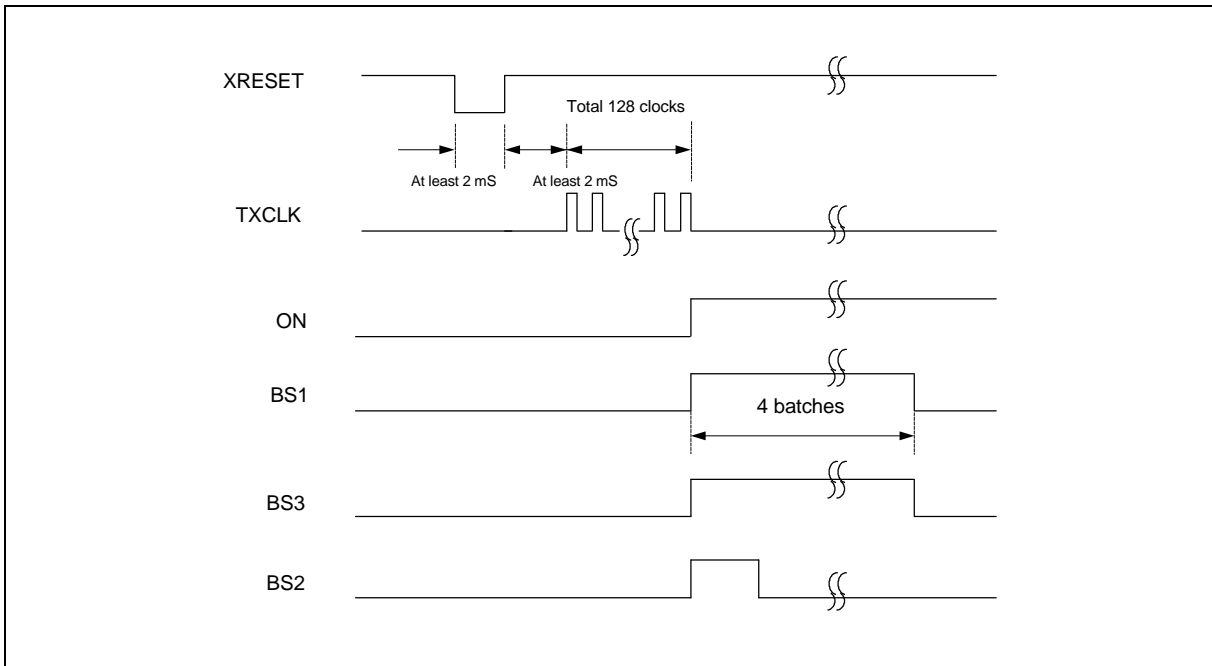 XRESET
Total 128 clocks
At least 2 mS
At least 2 mS
TXCLK
ON
BS1
4 batches
BS3
BS2